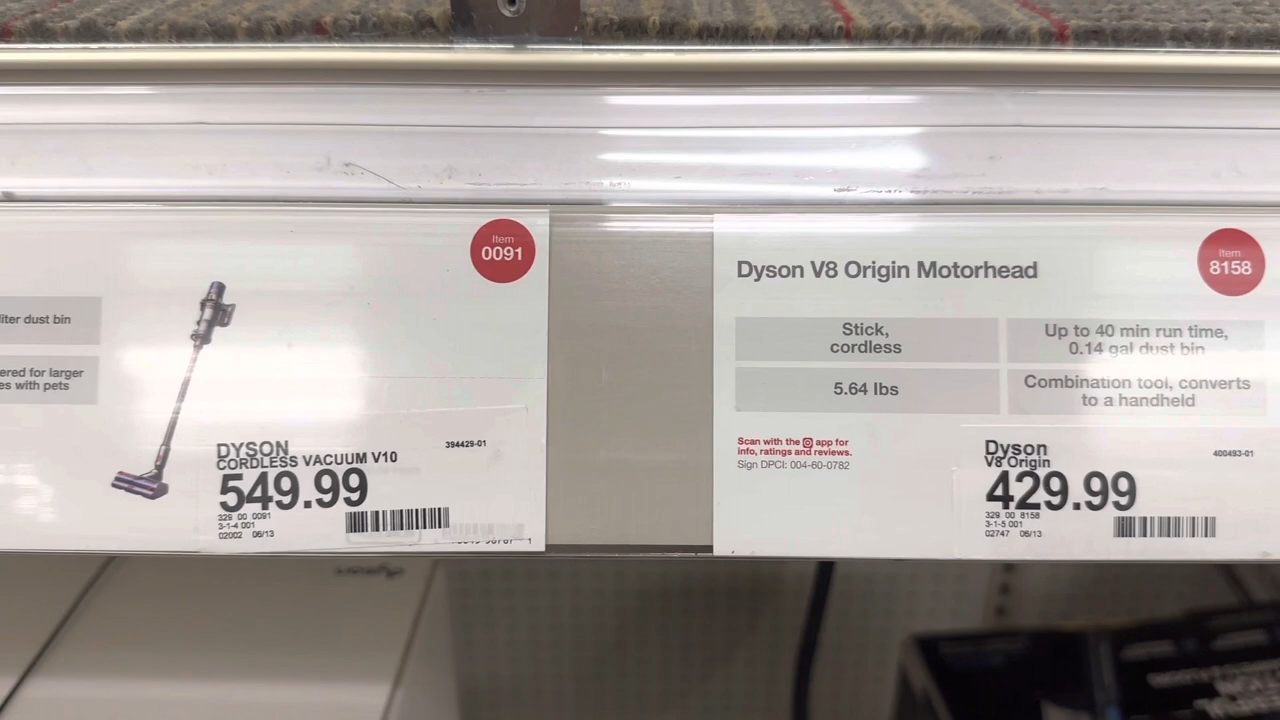 Item
0091
liter dust bin
ered for larger
es with pets
DYSON
CORDLESS VACUUM V10
394429-01
549.99
329 00 0091
3-1-4 001
02002 06/13
dyson
Item
8158
Dyson V8 Origin Motorhead
Stick,
cordless
Up to 40 min run time,
0.14 gal dust bin
5.64 lbs
Combination tool, converts
to a handheld
Scan with the app for
info, ratings and reviews.
Sign DPCI: 004-60-0782
Dyson
V8 Origin
400493-01
429.99
329 00 8158
3-1-5 001
02747 06/13